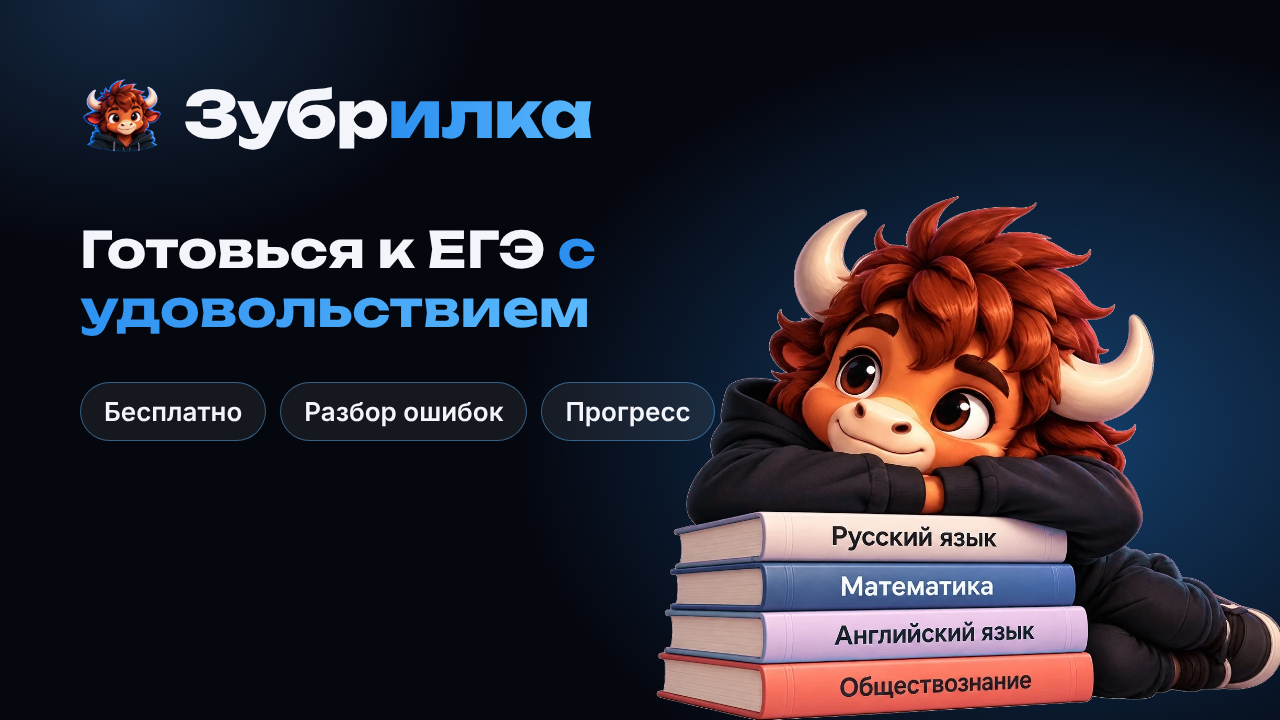 Зубрилка
Готовься к ЕГЭ с
удовольствием
Бесплатно
Разбор ошибок
Прогресс
Русский язык
Математика
Английский язык
Обществознание